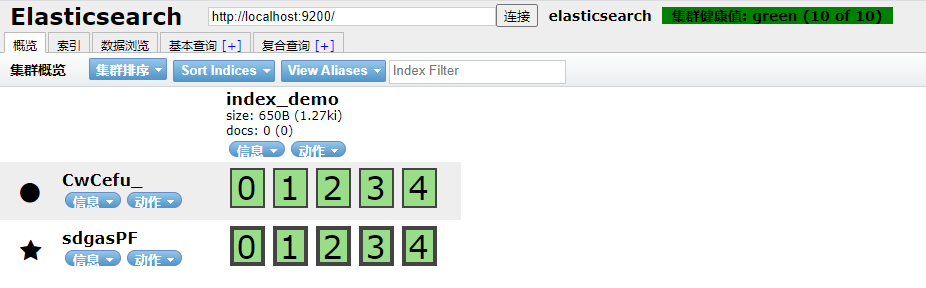 Elasticsearch http://localhost:9200/ 连接 elasticsearch 集群健康值: green (10 of 10)
概览 索引 数据浏览 基本查询 [+] 复合查询 [+]
集群概览 集群排序 Sort Indices View Aliases Index Filter
index_demo
size: 650B (1.27ki)
docs: 0 (0)
信息 动作
CwCefu_ 0 1 2 3 4
信息 动作
sdgasPF 0 1 2 3 4
信息 动作